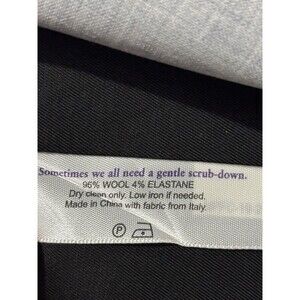 Sometimes we all need a gentle scrub-down.
96% WOOL 4% ELASTANE
Dry clean only. Low iron if needed.
Made in China with fabric from Italy.
P